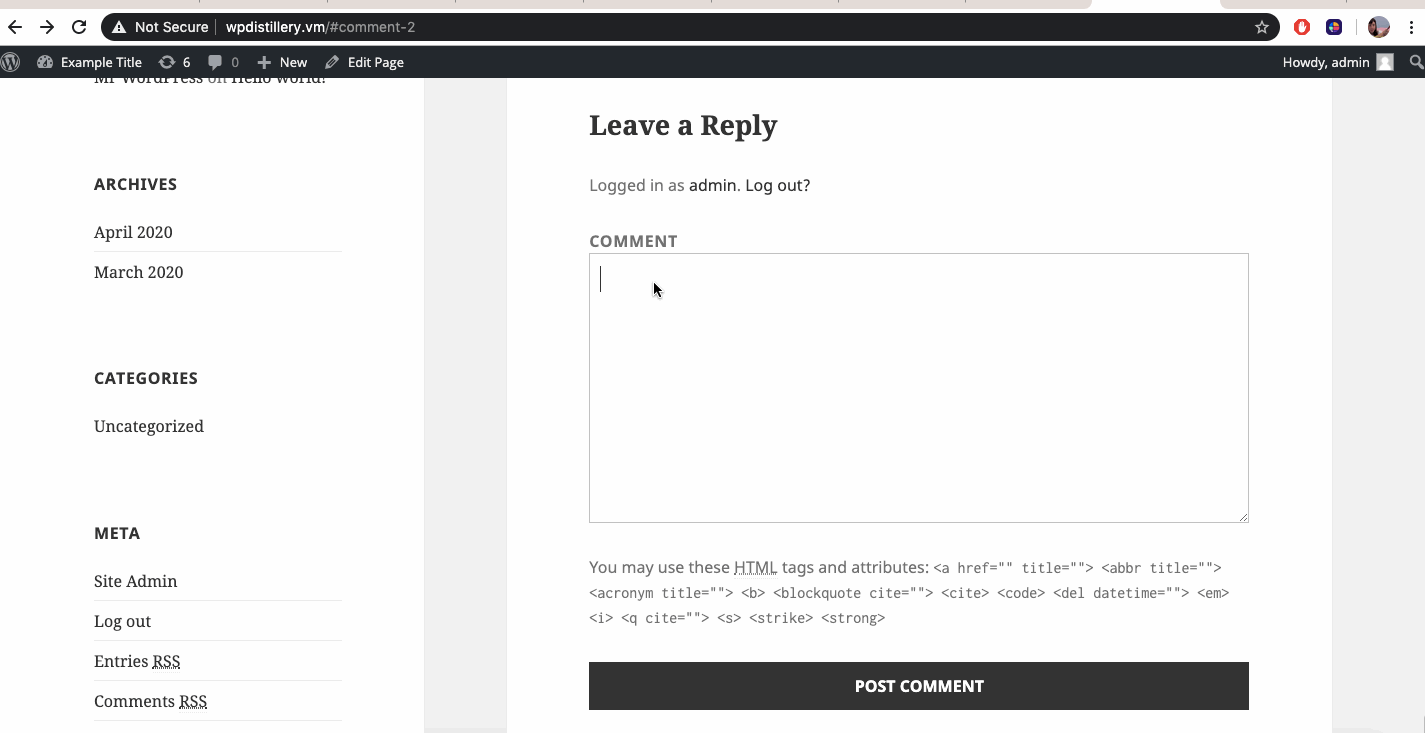 Not Secure wpdistillery.vm/#comment-2
Example Title 6 0 New Edit Page Howdy, admin
Mr WordPress on Hello world!
ARCHIVES
April 2020
March 2020
CATEGORIES
Uncategorized
META
Site Admin
Log out
Entries RSS
Comments RSS
Leave a Reply
Logged in as admin. Log out?
COMMENT
You may use these HTML tags and attributes: <a href="" title=""> <abbr title="">
<acronym title=""> <b> <blockquote cite=""> <cite> <code> <del datetime=""> <em>
<i> <q cite=""> <s> <strike> <strong>
POST COMMENT